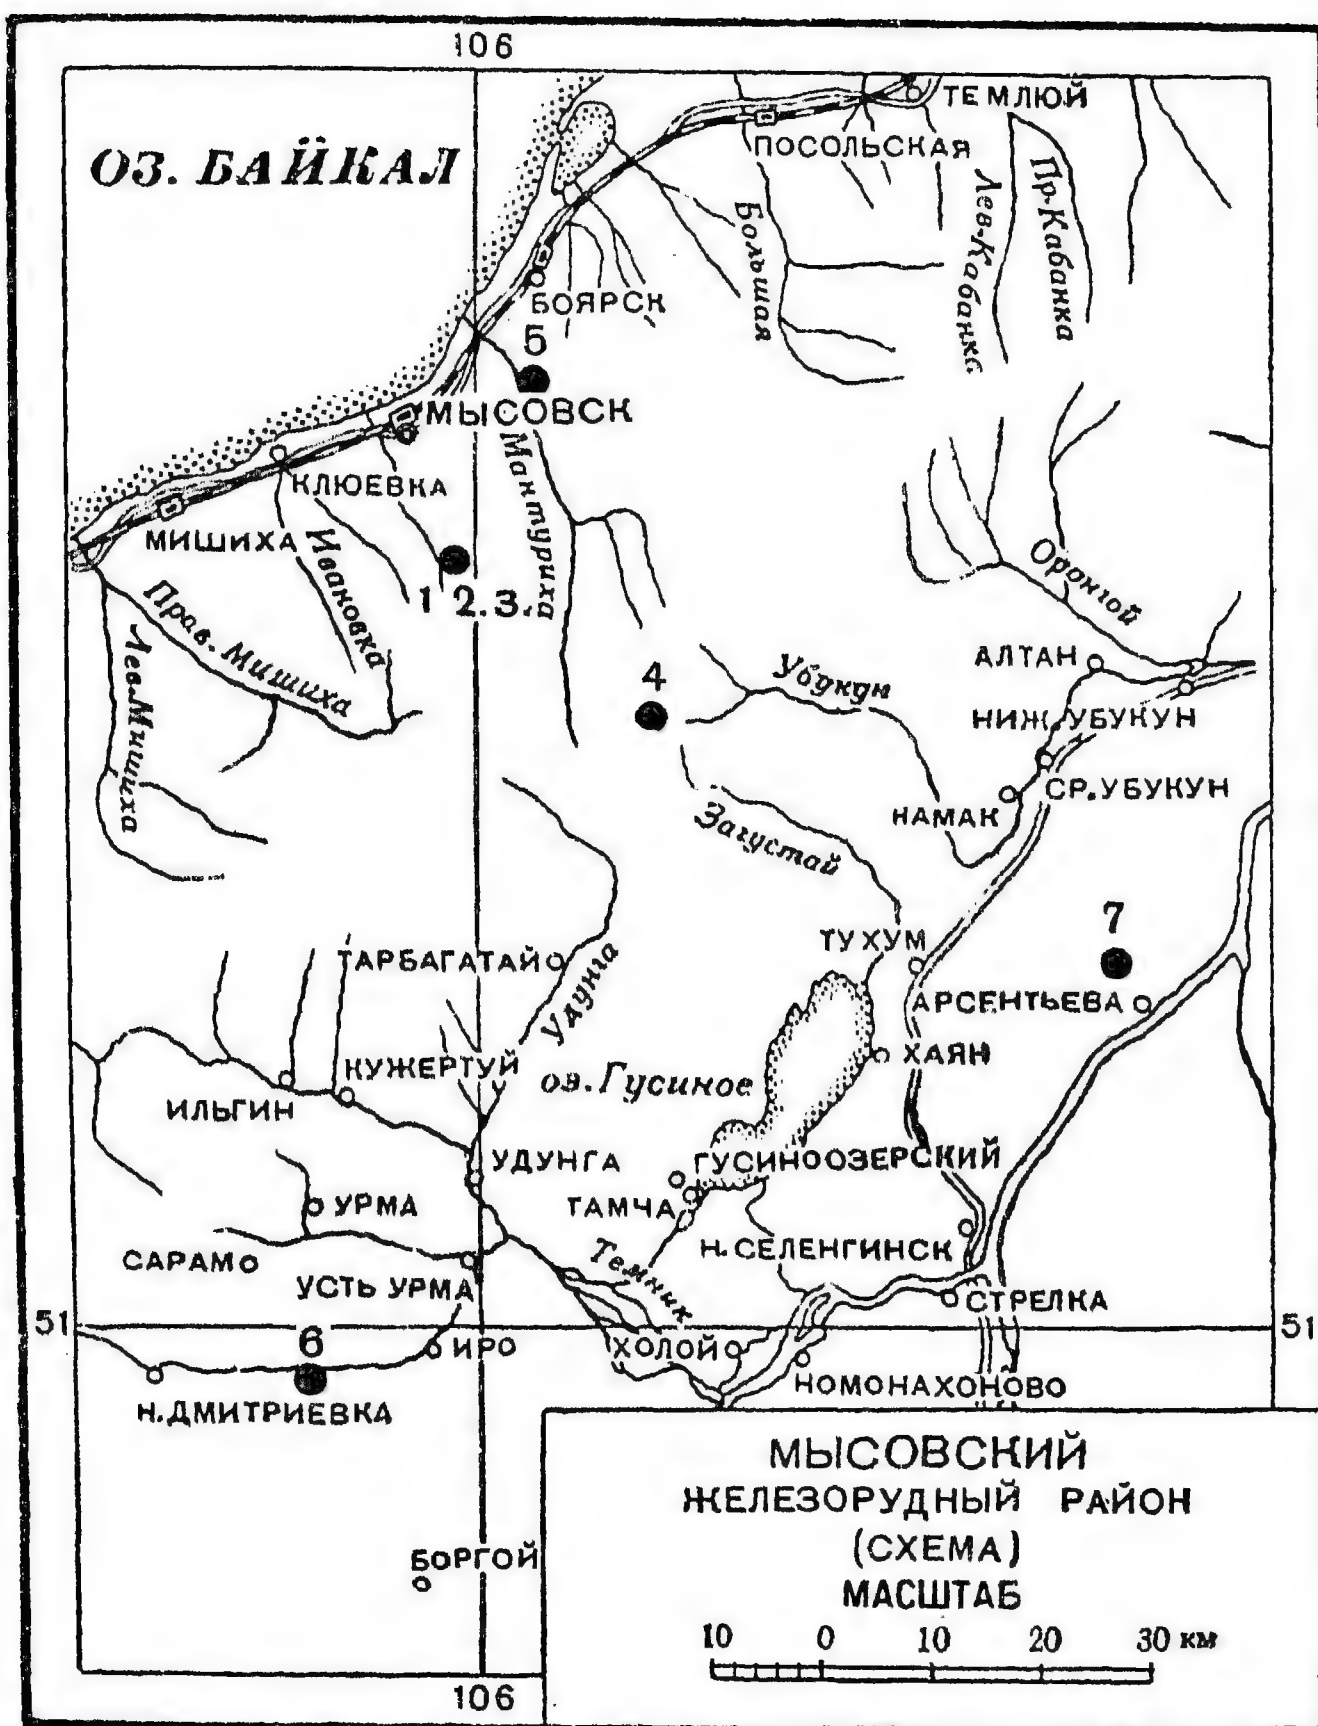 106
ОЗ. БАЙКАЛ
ТЕМЛЮЙ
ПОСОЛЬСКАЯ
Большая
Лев.Кабанка
Пр.Кабанка
БОЯРСК
5
МЫСОВСК
Мантуриха
КЛЮЕВКА
МИШИХА
Ивановка
1 2.3.
Прав. Мишиха
Лев.Мишиха
Оронгой
АЛТАН
4
Убукун
НИЖ.УБУКУН
СР.УБУКУН
НАМАК
Загустай
7
ТУХУМ
ТАРБАГАТАЙ
Удунга
АРСЕНТЬЕВА
ХАЯН
КУЖЕРТУЙ
оз.Гусиное
ИЛЬГИН
УДУНГА
ГУСИНООЗЕРСКИЙ
УРМА
ТАМЧА
САРАМО
Темник
Н.СЕЛЕНГИНСК
УСТЬ УРМА
СТРЕЛКА
51
51
6
ИРО
ХОЛОЙ
НОМОНАХОНОВО
Н.ДМИТРИЕВКА
БОРГОЙ
106
МЫСОВСКИЙ
ЖЕЛЕЗОРУДНЫЙ РАЙОН
(СХЕМА)
МАСШТАБ
10 0 10 20 30 км